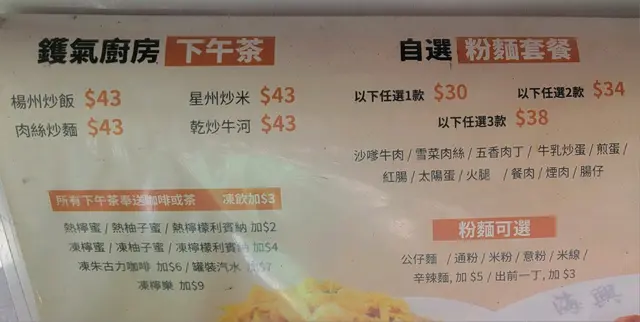 鑊氣廚房 下午茶
楊州炒飯 $43 星州炒米 $43
肉絲炒麵 $43 乾炒牛河 $43
所有下午茶奉送咖啡或茶 凍飲加$3
熱檸蜜 / 熱柚子蜜 / 熱檸檬利賓納 加$2
凍檸蜜 / 凍柚子蜜 / 凍檸檬利賓納 加$4
凍朱古力咖啡 加$6 / 罐裝汽水 加$7
凍檸樂 加$9
自選 粉麵套餐
以下任選1款 $30 以下任選2款 $34
以下任選3款 $38
沙嗲牛肉 / 雪菜肉絲 / 五香肉丁 / 牛乳炒蛋 / 煎蛋 /
紅腸 / 太陽蛋 / 火腿 / 餐肉 / 煙肉 / 腸仔
粉麵可選
公仔麵 / 通粉 / 米粉 / 意粉 / 米線 /
辛辣麵, 加 $5 / 出前一丁, 加 $3